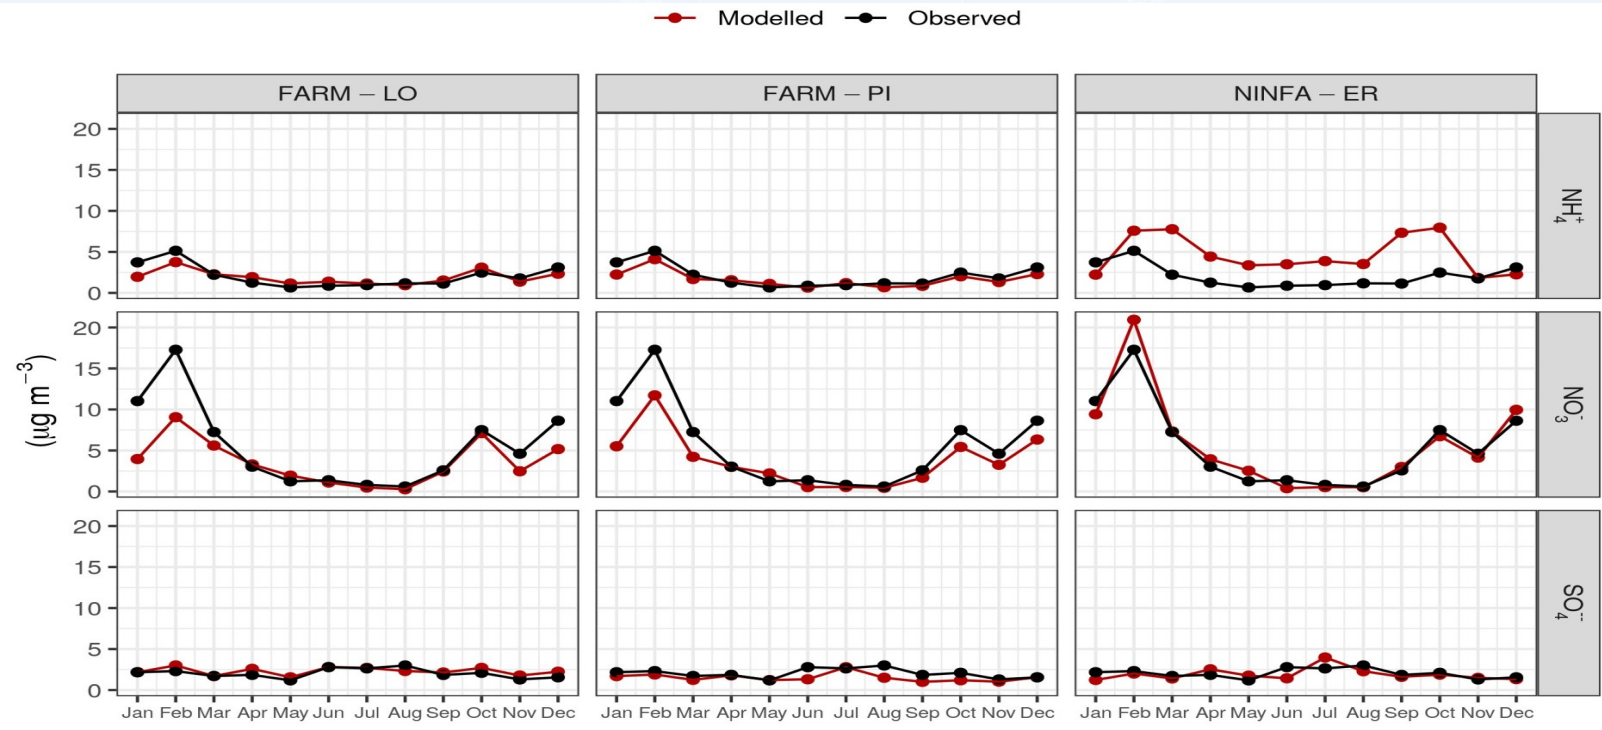 Modelled Observed
FARM – LO FARM – PI NINFA – ER
20
15
10
5
0
NH₄⁺
20
15
10
5
0
NO₃⁻
20
15
10
5
0
SO₄⁻⁻
(µg m⁻³)
Jan Feb Mar Apr May Jun Jul Aug Sep Oct Nov Dec Jan Feb Mar Apr May Jun Jul Aug Sep Oct Nov Dec Jan Feb Mar Apr May Jun Jul Aug Sep Oct Nov Dec